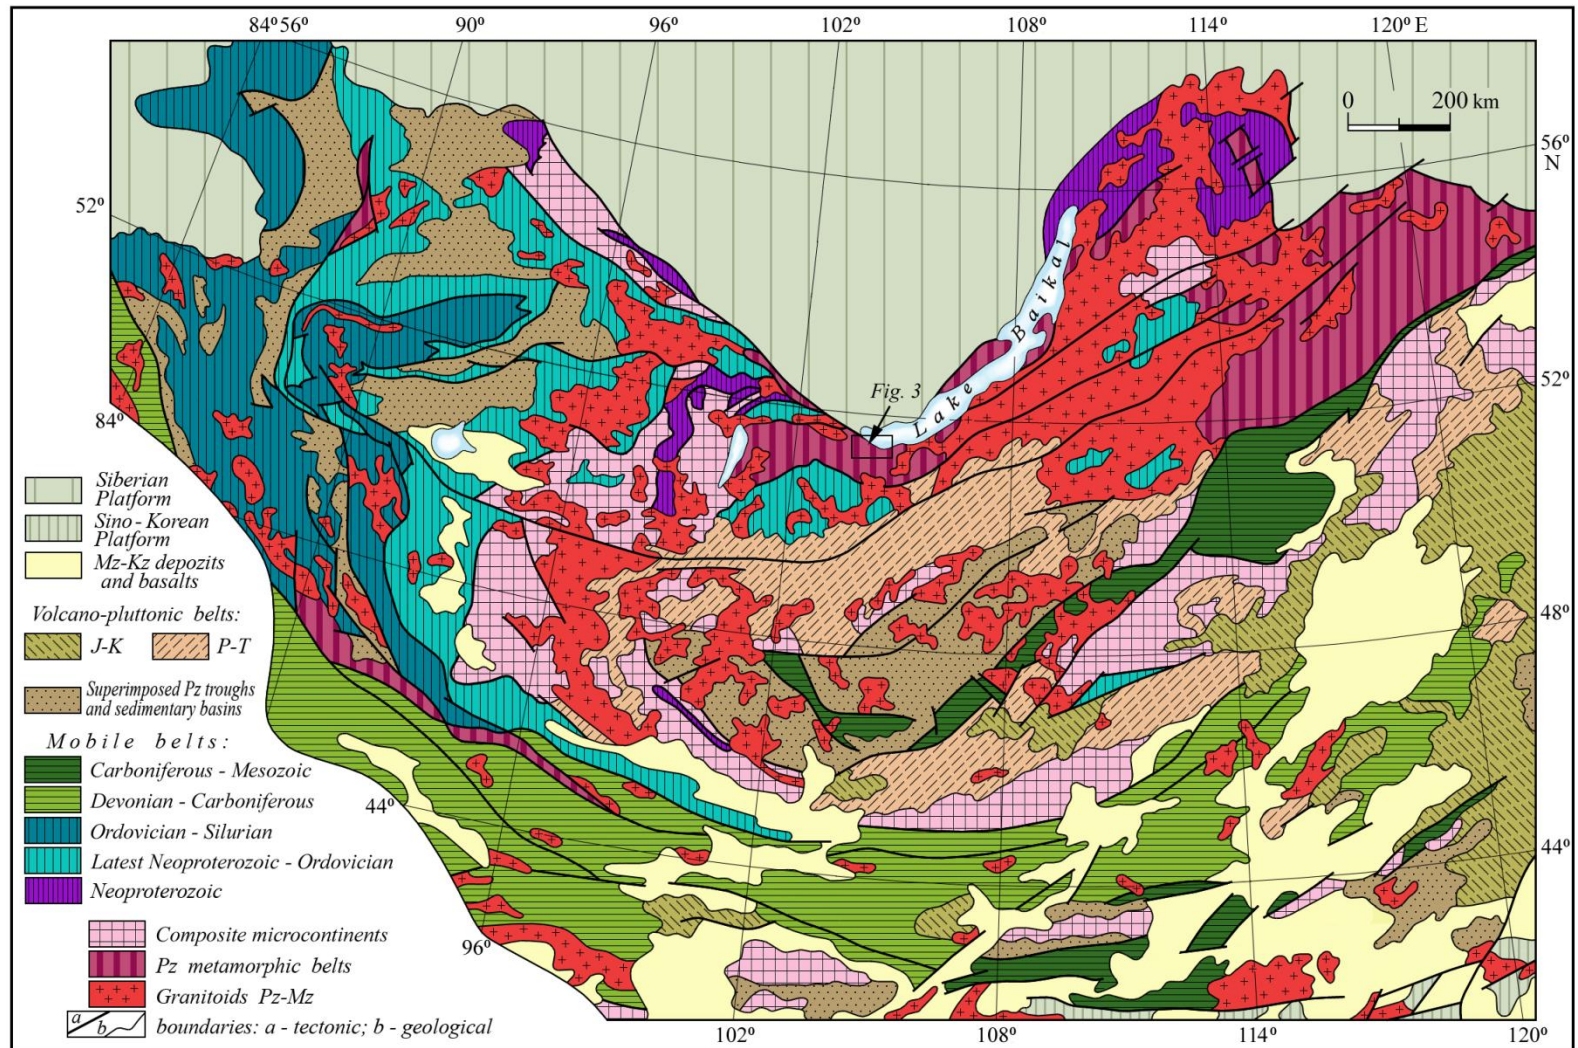 84º56º 90º 96º 102º 108º 114º 120º E
0 200 km
56º
N
52º
52º
Lake Baikal
Fig. 3
84º
48º
44º
44º
96º
102º 108º 114º 120º
Siberian
Platform
Sino - Korean
Platform
Mz-Kz depozits
and basalts
Volcano-pluttonic belts:
J-K P-T
Superimposed Pz troughs
and sedimentary basins
Mobile belts:
Carboniferous - Mesozoic
Devonian - Carboniferous
Ordovician - Silurian
Latest Neoproterozoic - Ordovician
Neoproterozoic
Composite microcontinents
Pz metamorphic belts
Granitoids Pz-Mz
a b boundaries: a - tectonic; b - geological